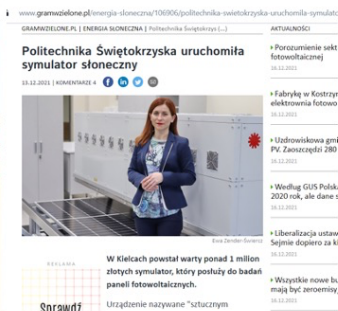 www.gramwzielone.pl/energia-sloneczna/106906/politechnika-swietokrzyska-uruchomila-symulato
GRAMWZIELONE.PL | ENERGIA SŁONECZNA | Politechnika Świętokrzys (...)
Politechnika Świętokrzyska uruchomiła
symulator słoneczny
15.12.2021 | KOMENTARZE 4
Ewa Zender-Świercz
REKLAMA
Sprawdź
W Kielcach powstał warty ponad 1 milion
złotych symulator, który posłuży do badań
paneli fotowoltaicznych.
Urządzenie nazywane "sztucznym
AKTUALNOŚCI
Porozumienie sekt
fotowoltaicznej
16.12.2021
Fabrykę w Kostrzyn
elektrownia fotowo
16.12.2021
Uzdrowiskowa gmi
PV. Zaoszczędzi 280
16.12.2021
Według GUS Polska
2020 rok, ale dane s
16.12.2021
Liberalizacja ustaw
Sejmie dopiero za k
16.12.2021
Wszystkie nowe bu
mają być zeroemisyj
16.12.2021